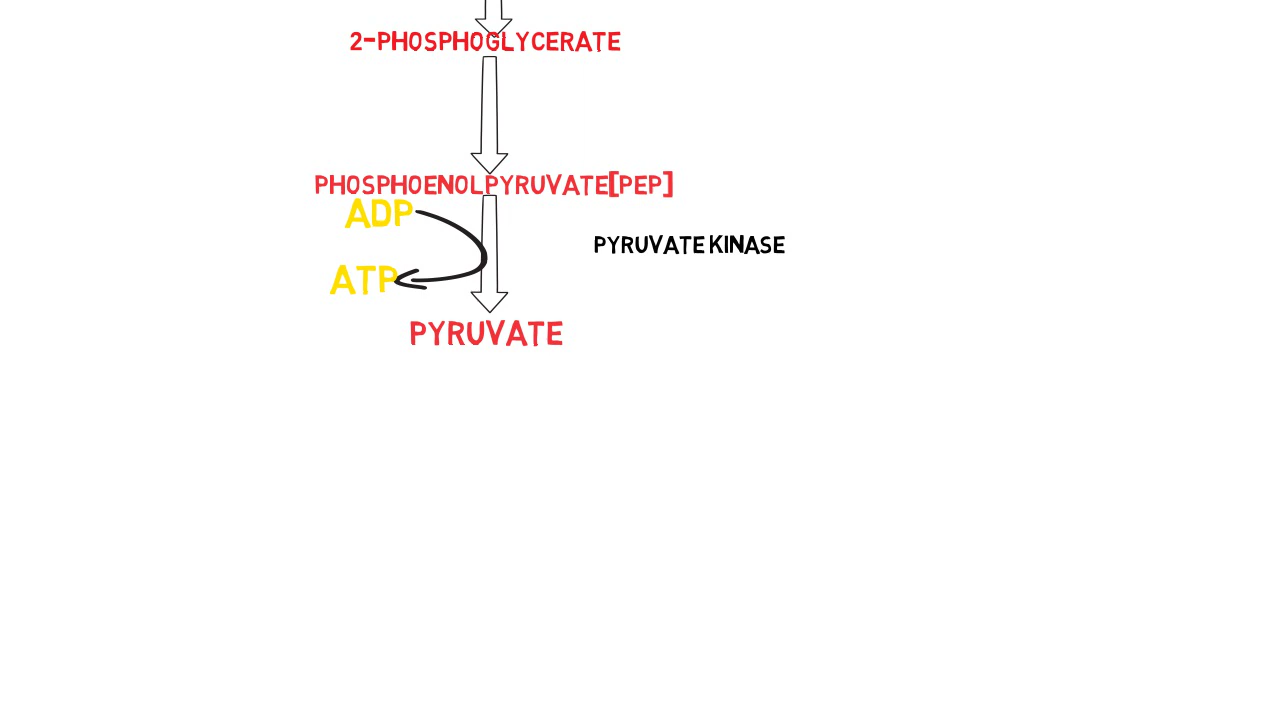 2-PHOSPHOGLYCERATE
PHOSPHOENOLPYRUVATE[PEP]
ADP
PYRUVATE KINASE
ATP
PYRUVATE